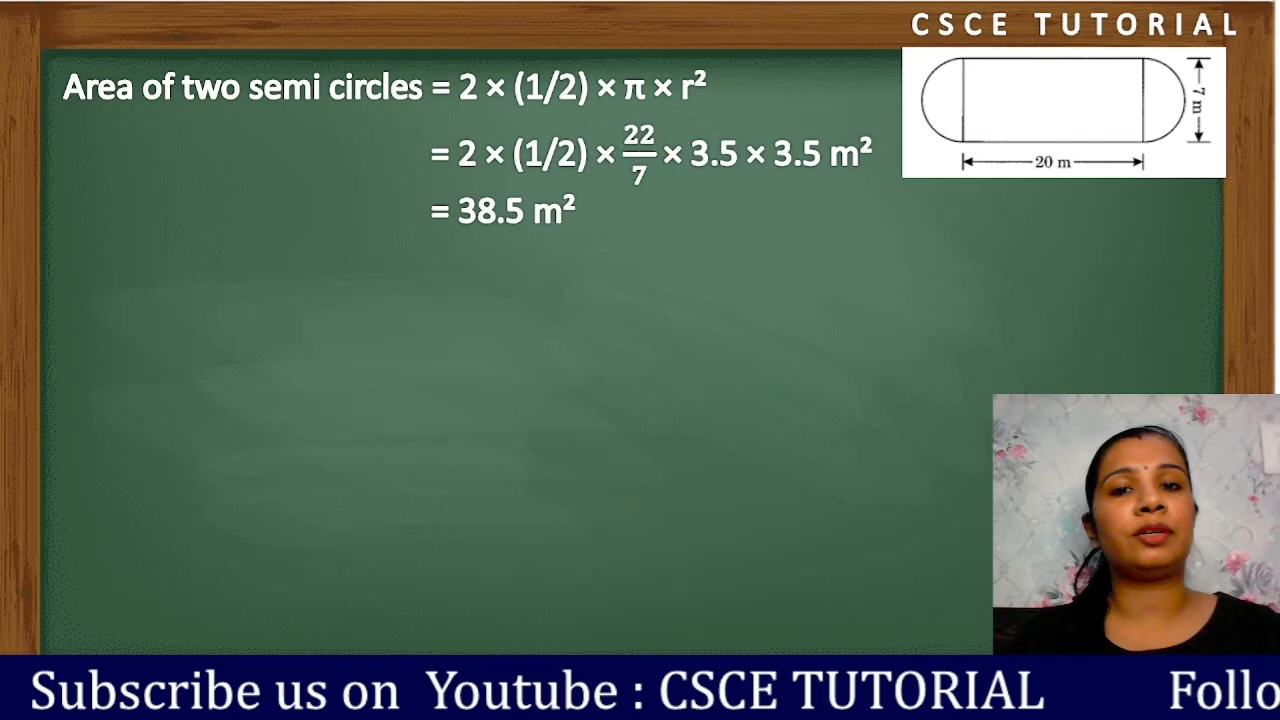 CSCE TUTORIAL
Area of two semi circles = 2 × (1/2) × π × r²
= 2 × (1/2) × 22/7 × 3.5 × 3.5 m²
= 38.5 m²
7 m
20 m
Subscribe us on Youtube : CSCE TUTORIAL Follo